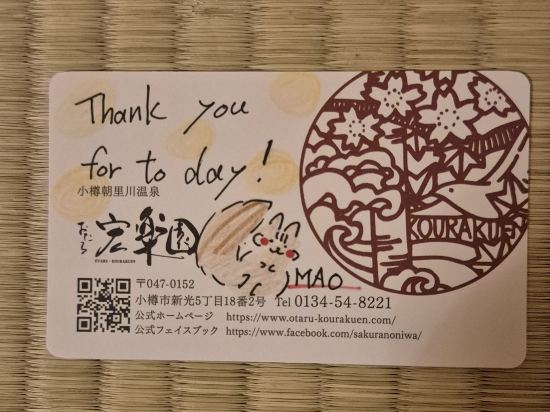 Thank you
for to day!
小樽朝里川温泉
おたる 宏楽園
OTARU - KOURAKUEN
KOURAKUEN
MAO
〒047-0152
小樽市新光5丁目18番2号 Tel 0134-54-8221
公式ホームページ https://www.otaru-kourakuen.com/
公式フェイスブック https://www.facebook.com/sakuranoniwa/